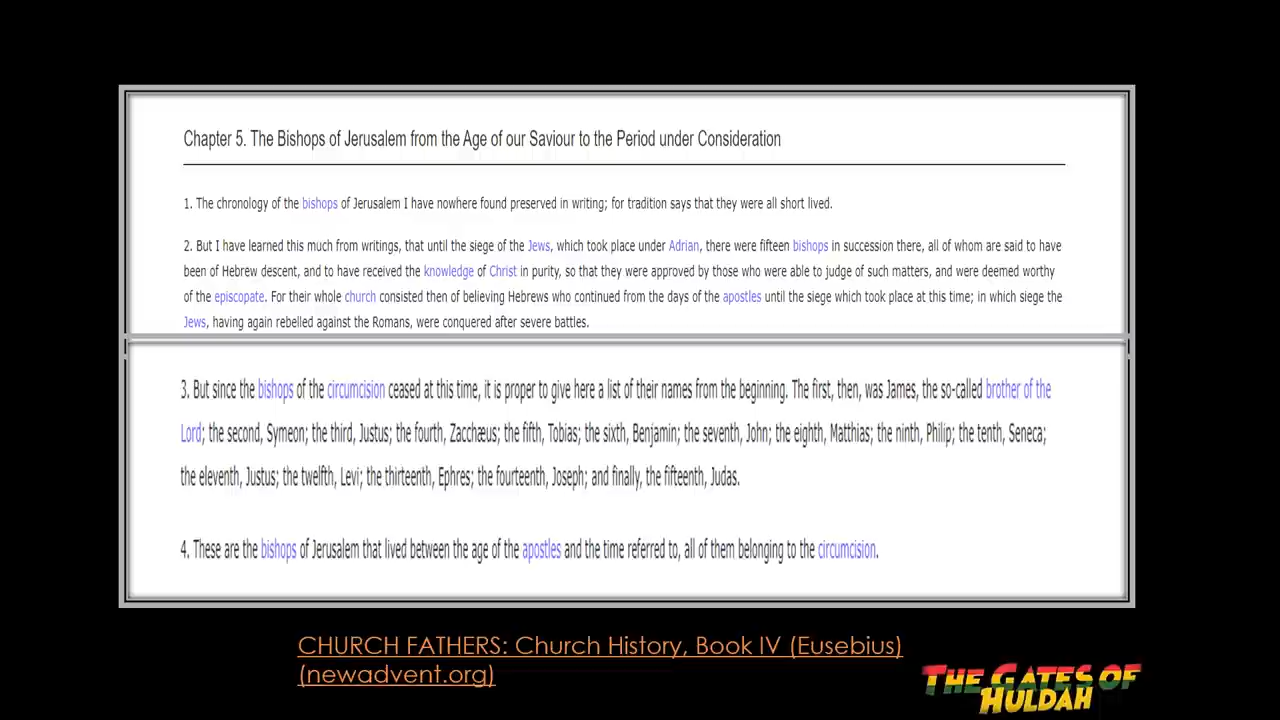 Chapter 5. The Bishops of Jerusalem from the Age of our Saviour to the Period under Consideration
1. The chronology of the bishops of Jerusalem I have nowhere found preserved in writing; for tradition says that they were all short lived.
2. But I have learned this much from writings, that until the siege of the Jews, which took place under Adrian, there were fifteen bishops in succession there, all of whom are said to have
been of Hebrew descent, and to have received the knowledge of Christ in purity, so that they were approved by those who were able to judge of such matters, and were deemed worthy
of the episcopate. For their whole church consisted then of believing Hebrews who continued from the days of the apostles until the siege which took place at this time; in which siege the
Jews, having again rebelled against the Romans, were conquered after severe battles.
3. But since the bishops of the circumcision ceased at this time, it is proper to give here a list of their names from the beginning. The first, then, was James, the so-called brother of the
Lord; the second, Symeon; the third, Justus; the fourth, Zacchæus; the fifth, Tobias; the sixth, Benjamin; the seventh, John; the eighth, Matthias; the ninth, Philip; the tenth, Seneca;
the eleventh, Justus; the twelfth, Levi; the thirteenth, Ephres; the fourteenth, Joseph; and finally, the fifteenth, Judas.
4. These are the bishops of Jerusalem that lived between the age of the apostles and the time referred to, all of them belonging to the circumcision.
CHURCH FATHERS: Church History, Book IV (Eusebius)
(newadvent.org)
THE GATES OF
HULDAH